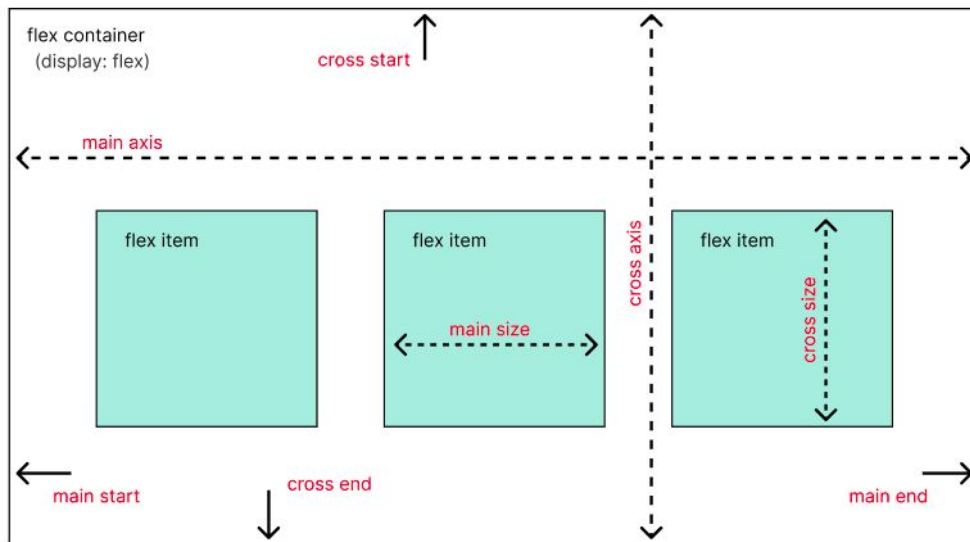 flex container
(display: flex)
cross start
main axis
flex item
flex item
flex item
cross axis
main size
cross size
main start
cross end
main end